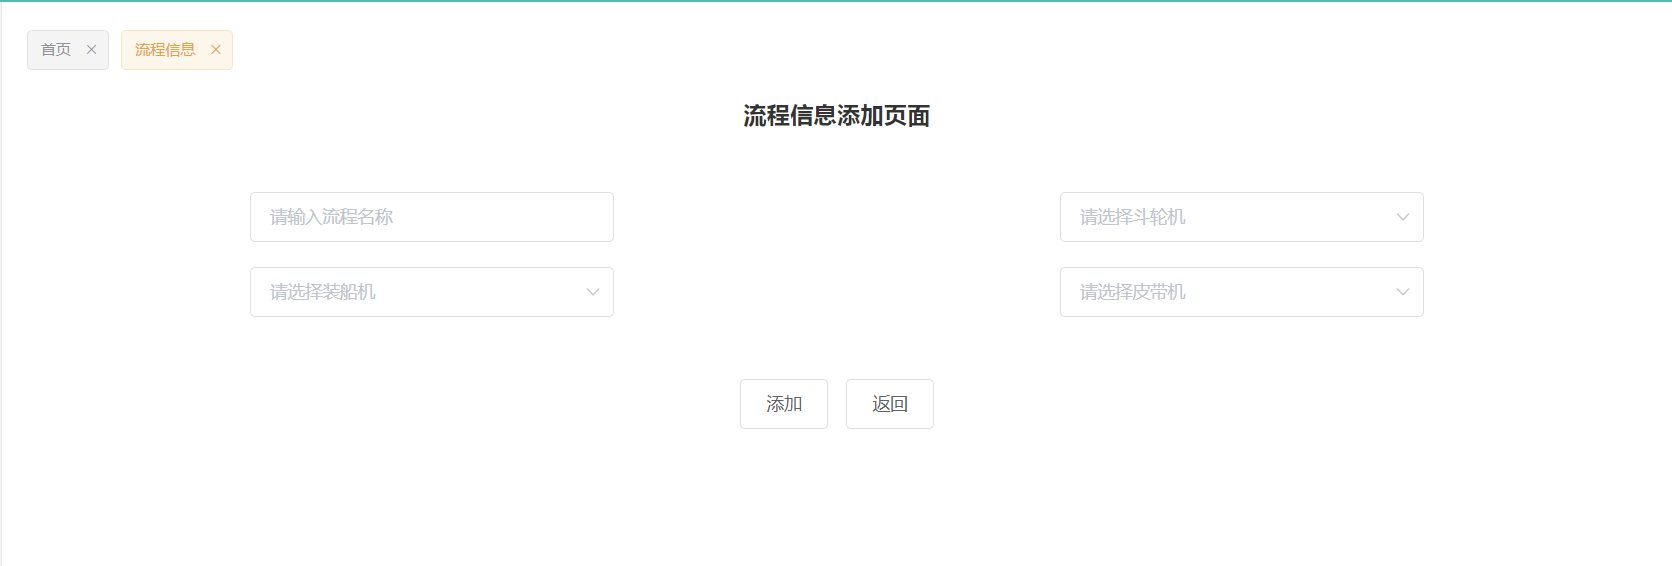 首页
流程信息
流程信息添加页面
请输入流程名称
请选择斗轮机
请选择装船机
请选择皮带机
添加
返回